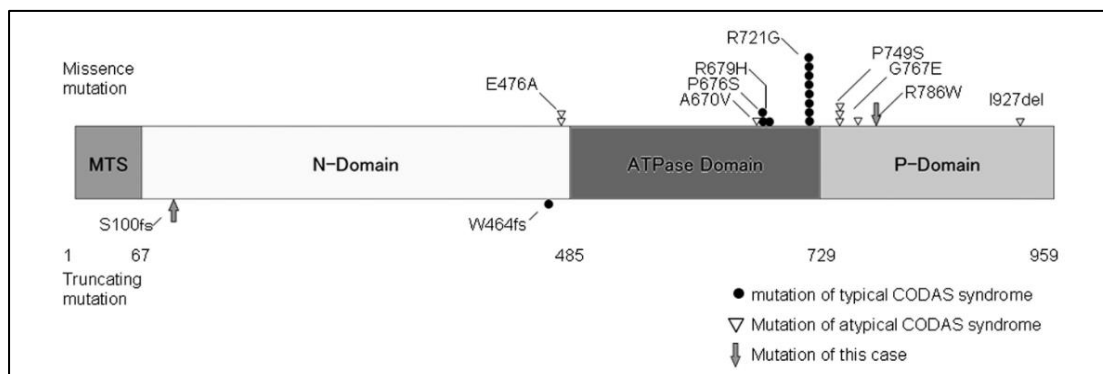 Missence
mutation
E476A
A670V
P676S
R679H
R721G
P749S
G767E
R786W
I927del
MTS
N-Domain
ATPase Domain
P-Domain
S100fs
W464fs
1
67
485
729
959
Truncating
mutation
mutation of typical CODAS syndrome
Mutation of atypical CODAS syndrome
Mutation of this case